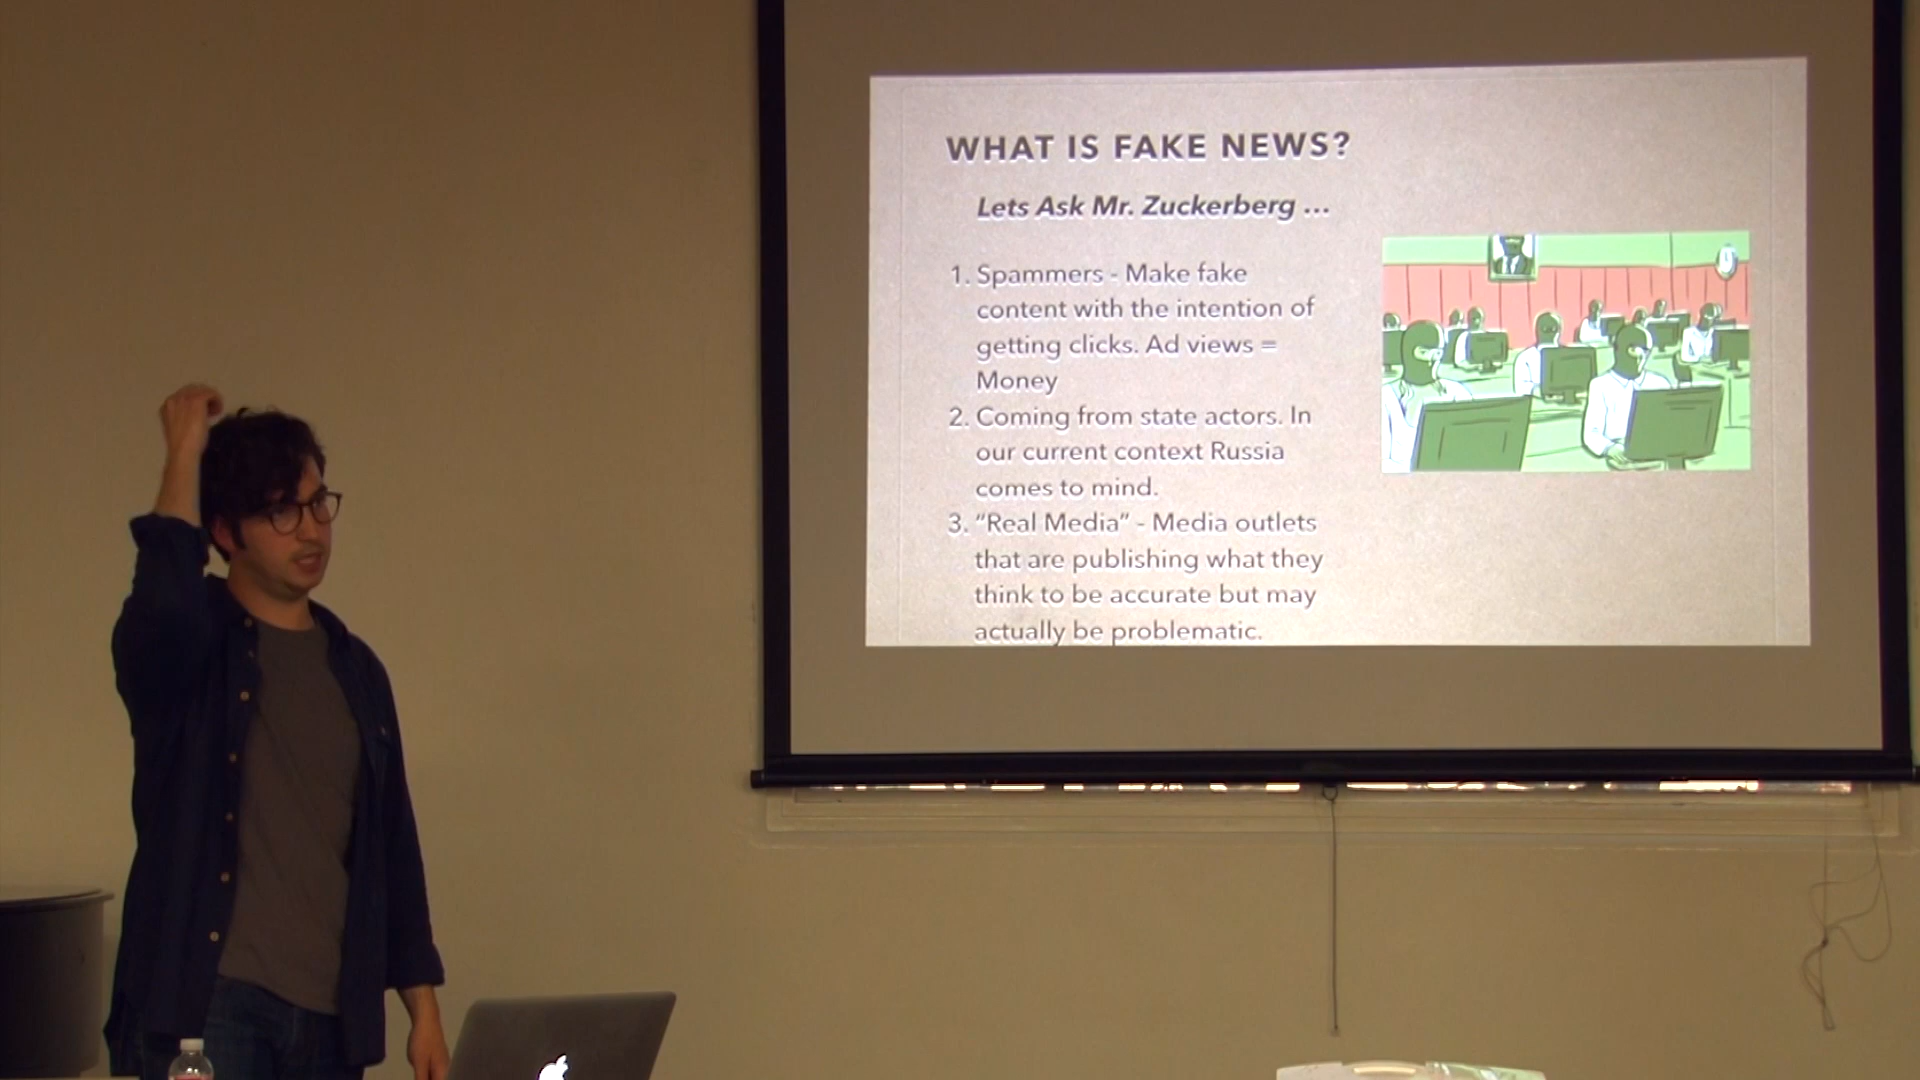 WHAT IS FAKE NEWS?
Lets Ask Mr. Zuckerberg ...
1. Spammers - Make fake
content with the intention of
getting clicks. Ad views =
Money
2. Coming from state actors. In
our current context Russia
comes to mind.
3. “Real Media” - Media outlets
that are publishing what they
think to be accurate but may
actually be problematic.